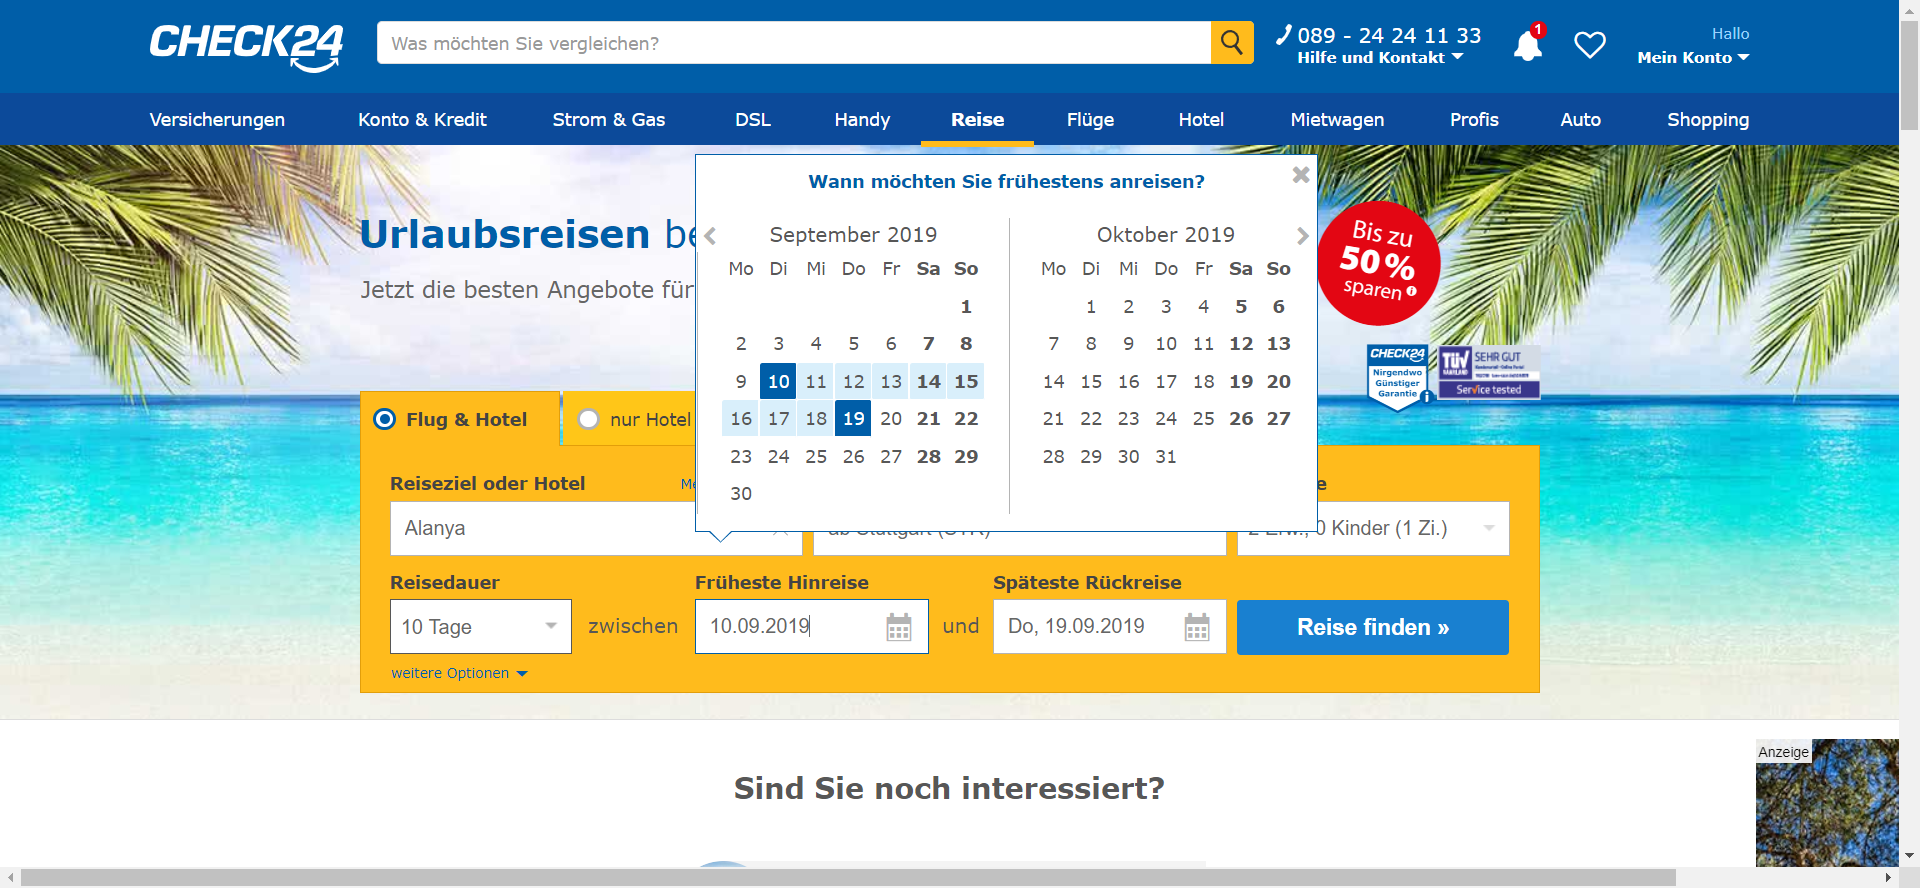 CHECK24
Was möchten Sie vergleichen?
089 - 24 24 11 33
Hilfe und Kontakt
1
Hallo
Mein Konto
Versicherungen Konto & Kredit Strom & Gas DSL Handy Reise Flüge Hotel Mietwagen Profis Auto Shopping
Wann möchten Sie frühestens anreisen?
Urlaubsreisen be
Jetzt die besten Angebote für
September 2019
Mo Di Mi Do Fr Sa So
1
2 3 4 5 6 7 8
9 10 11 12 13 14 15
16 17 18 19 20 21 22
23 24 25 26 27 28 29
30
Oktober 2019
Mo Di Mi Do Fr Sa So
1 2 3 4 5 6
7 8 9 10 11 12 13
14 15 16 17 18 19 20
21 22 23 24 25 26 27
28 29 30 31
Bis zu
50 %
sparen
CHECK24
Nirgendwo
Günstiger
Garantie
TÜV
SAARLAND
SEHR GUT
Service tested
Flug & Hotel nur Hotel
Reiseziel oder Hotel
Alanya
0 Kinder (1 Zi.)
Reisedauer Früheste Hinreise Späteste Rückreise
10 Tage zwischen 10.09.2019 und Do, 19.09.2019 Reise finden »
weitere Optionen
Sind Sie noch interessiert?
Anzeige